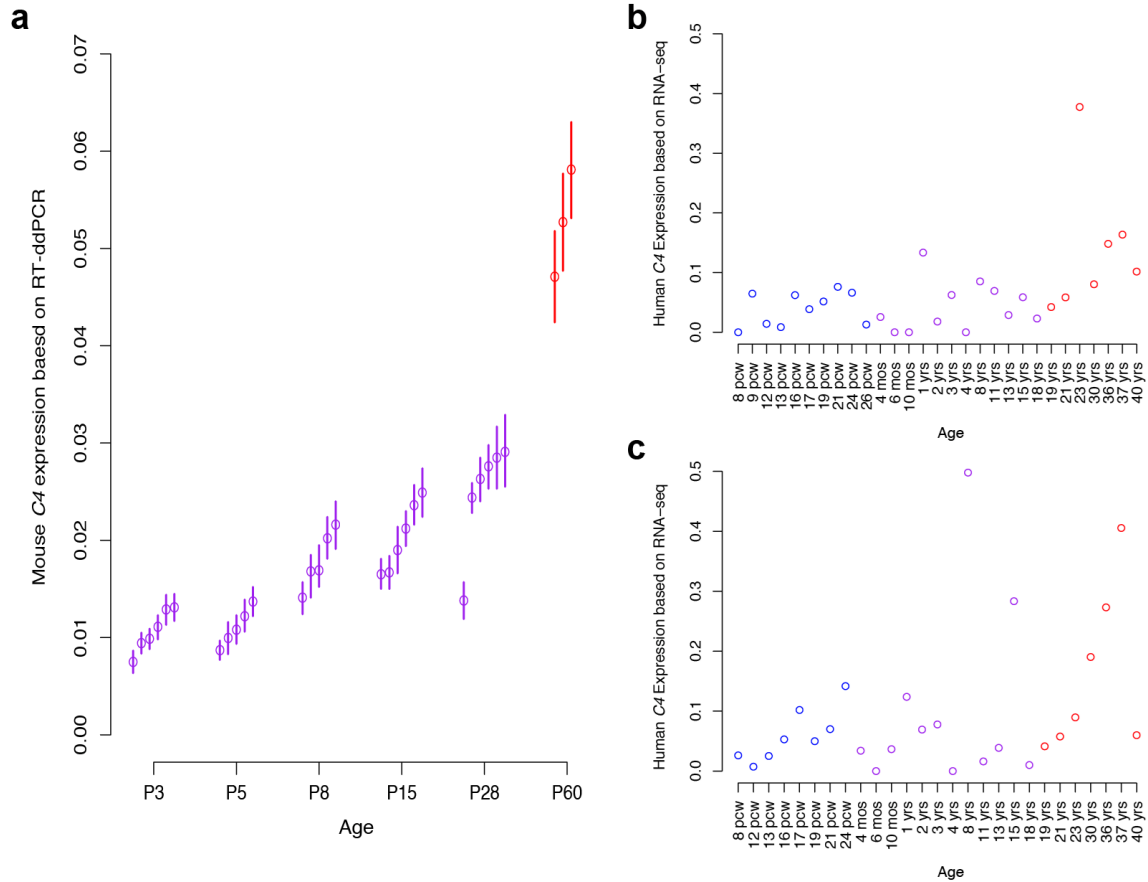 a
Mouse C4 expression baesd on RT-ddPCR
0.07
0.06
0.05
0.04
0.03
0.02
0.01
0.00
P3 P5 P8 P15 P28 P60
Age
b
Human C4 Expression based on RNA-seq
0.5
0.4
0.3
0.2
0.1
0.0
8 pcw
9 pcw
12 pcw
13 pcw
16 pcw
17 pcw
19 pcw
21 pcw
24 pcw
26 pcw
4 mos
6 mos
10 mos
1 yrs
2 yrs
3 yrs
4 yrs
8 yrs
11 yrs
13 yrs
15 yrs
18 yrs
19 yrs
21 yrs
23 yrs
30 yrs
36 yrs
37 yrs
40 yrs
Age
c
Human C4 Expression based on RNA-seq
0.5
0.4
0.3
0.2
0.1
0.0
8 pcw
12 pcw
13 pcw
16 pcw
17 pcw
19 pcw
21 pcw
24 pcw
4 mos
6 mos
10 mos
1 yrs
2 yrs
3 yrs
4 yrs
8 yrs
11 yrs
13 yrs
15 yrs
18 yrs
19 yrs
21 yrs
23 yrs
30 yrs
36 yrs
37 yrs
40 yrs
Age